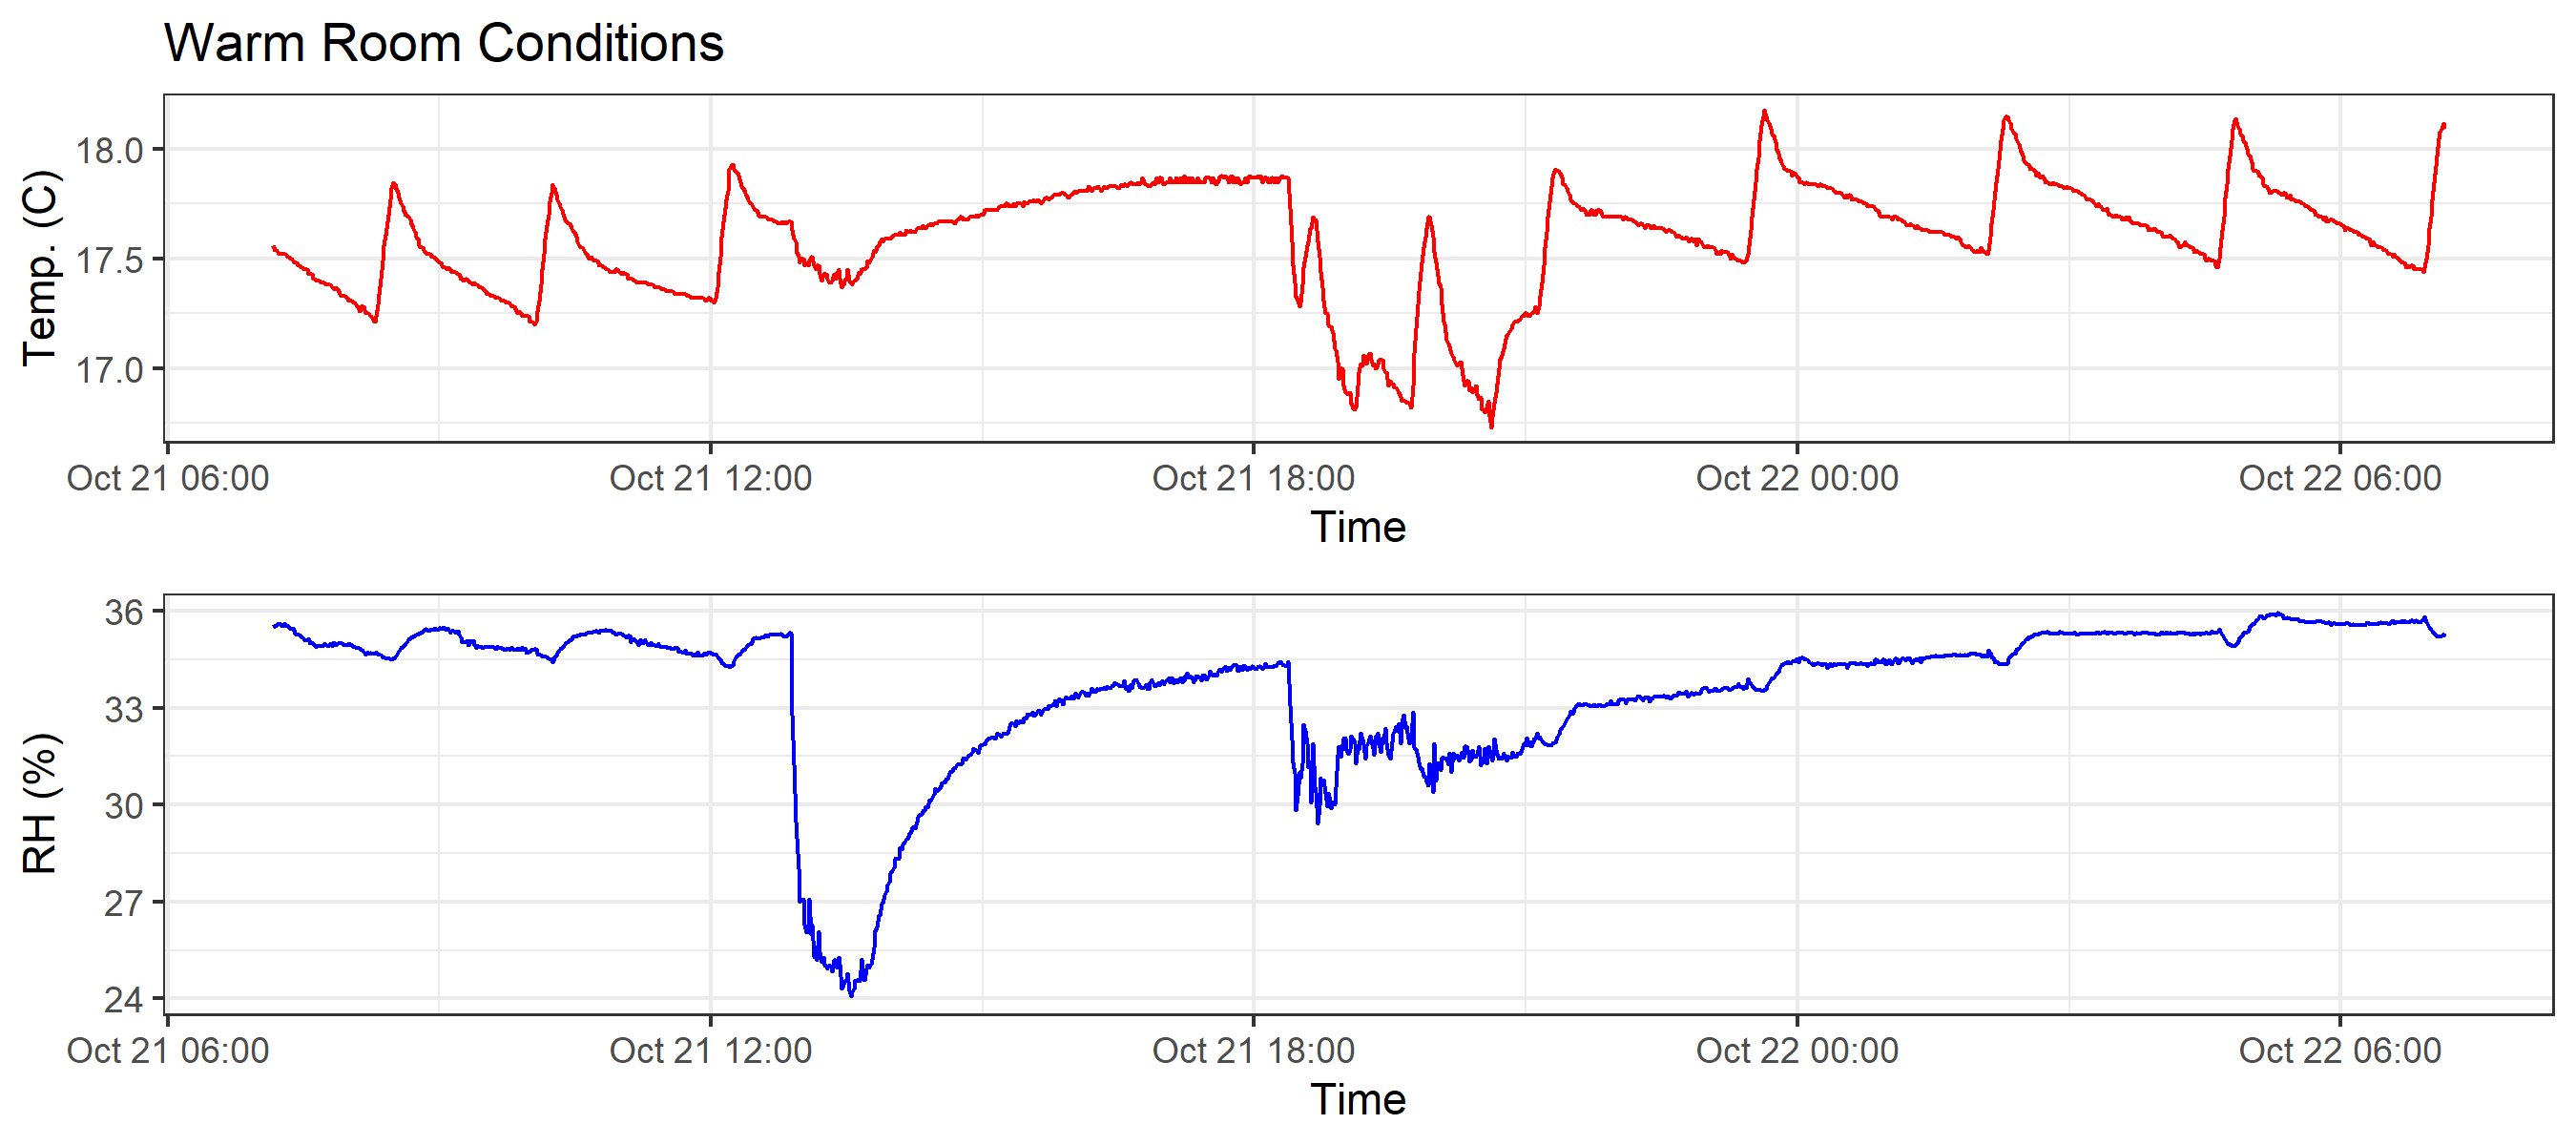 Warm Room Conditions
Temp. (C)
18.0
17.5
17.0
Oct 21 06:00 Oct 21 12:00 Oct 21 18:00 Oct 22 00:00 Oct 22 06:00
Time
RH (%)
36
33
30
27
24
Oct 21 06:00 Oct 21 12:00 Oct 21 18:00 Oct 22 00:00 Oct 22 06:00
Time